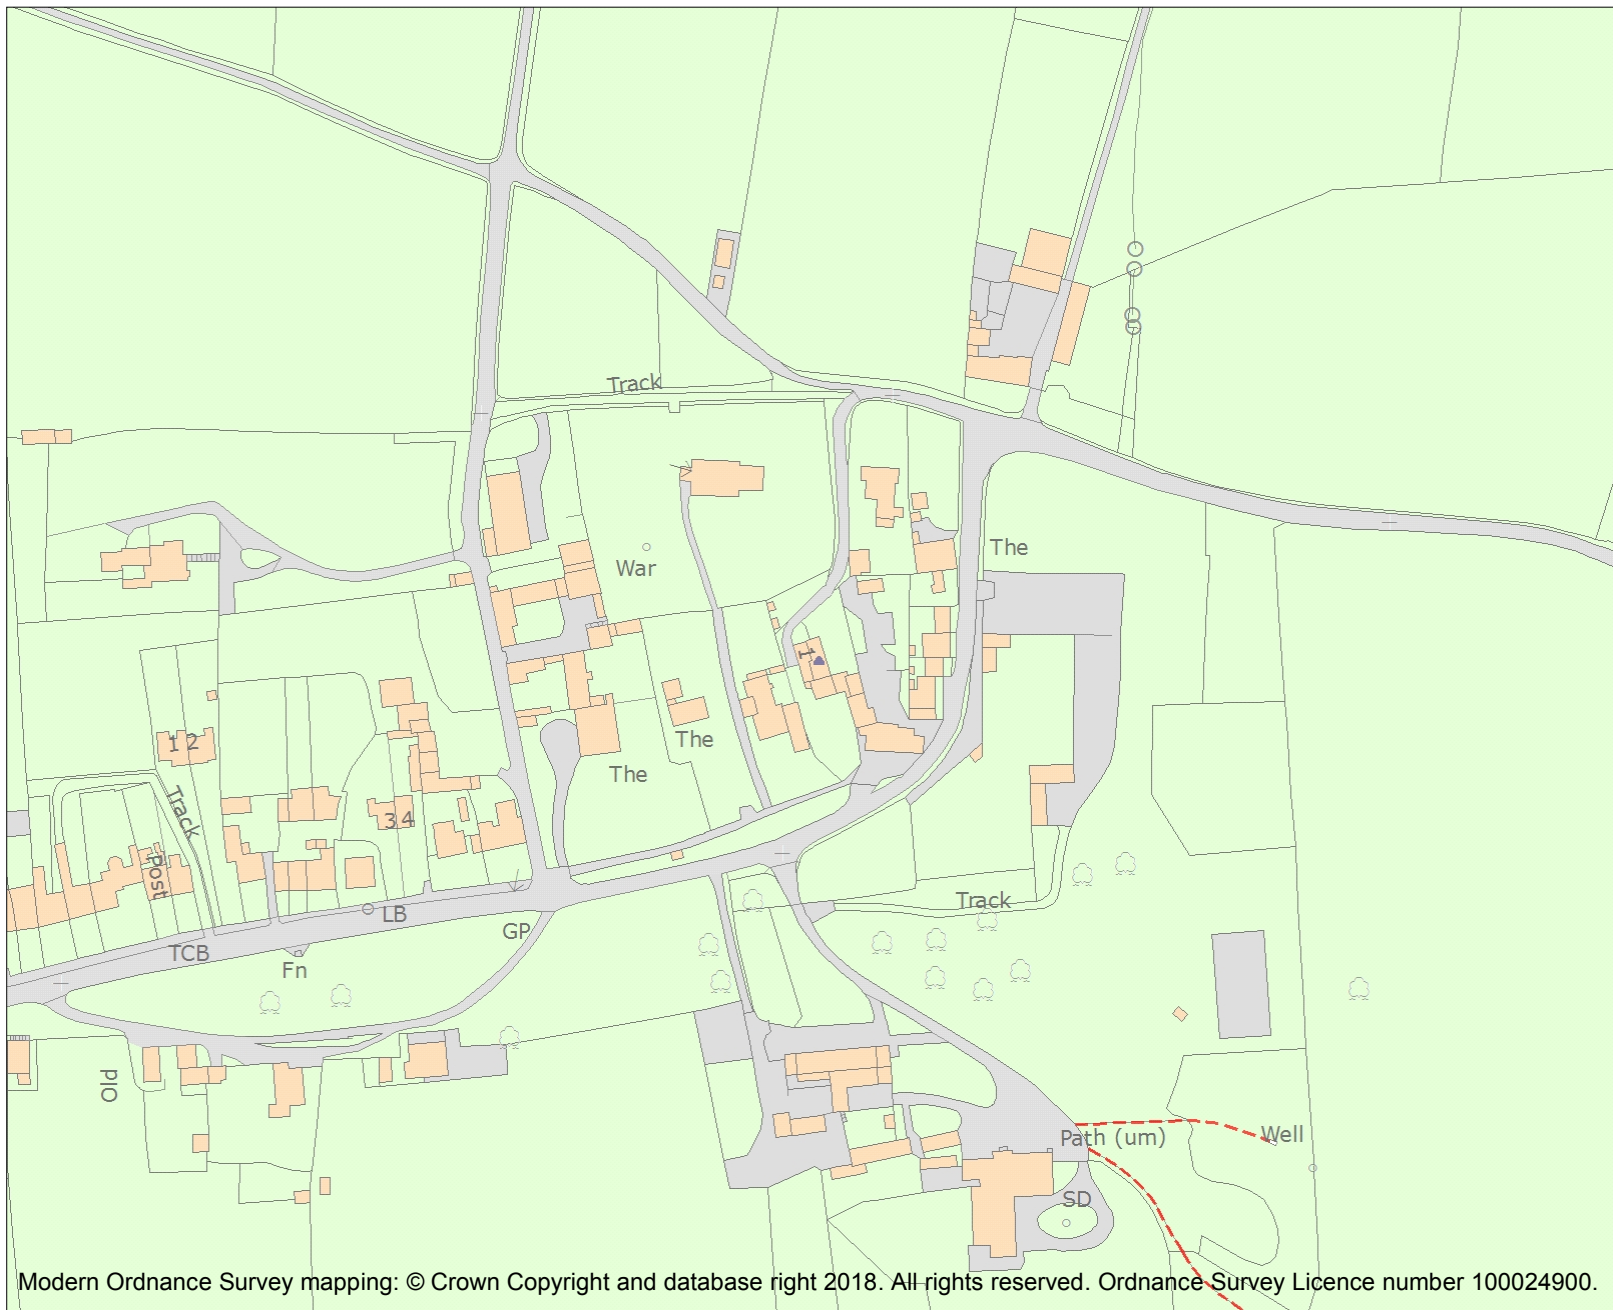 Track
The
War
1
The
1 2
The
Track
3 4
Post
Track
LB
GP
TCB
Fn
Old
Path (um)
Well
SD
Modern Ordnance Survey mapping: © Crown Copyright and database right 2018. All rights reserved. Ordnance Survey Licence number 100024900.